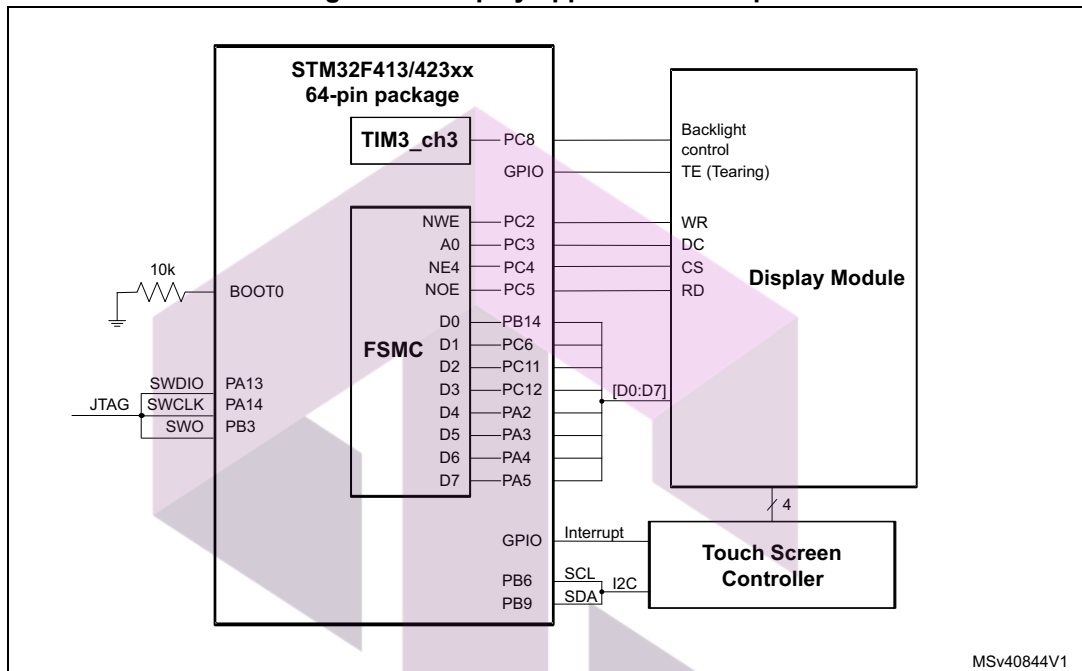 STM32F413/423xx
64-pin package
TIM3_ch3
PC8
Backlight
control
GPIO
TE (Tearing)
NWE
PC2
WR
A0
PC3
DC
NE4
PC4
CS
NOE
PC5
RD
Display Module
10k
BOOT0
FSMC
D0
PB14
D1
PC6
D2
PC11
D3
PC12
D4
PA2
D5
PA3
D6
PA4
D7
PA5
[D0:D7]
JTAG
SWDIO
PA13
SWCLK
PA14
SWO
PB3
4
GPIO
Interrupt
Touch Screen
Controller
PB6
SCL
I2C
PB9
SDA
MSv40844V1